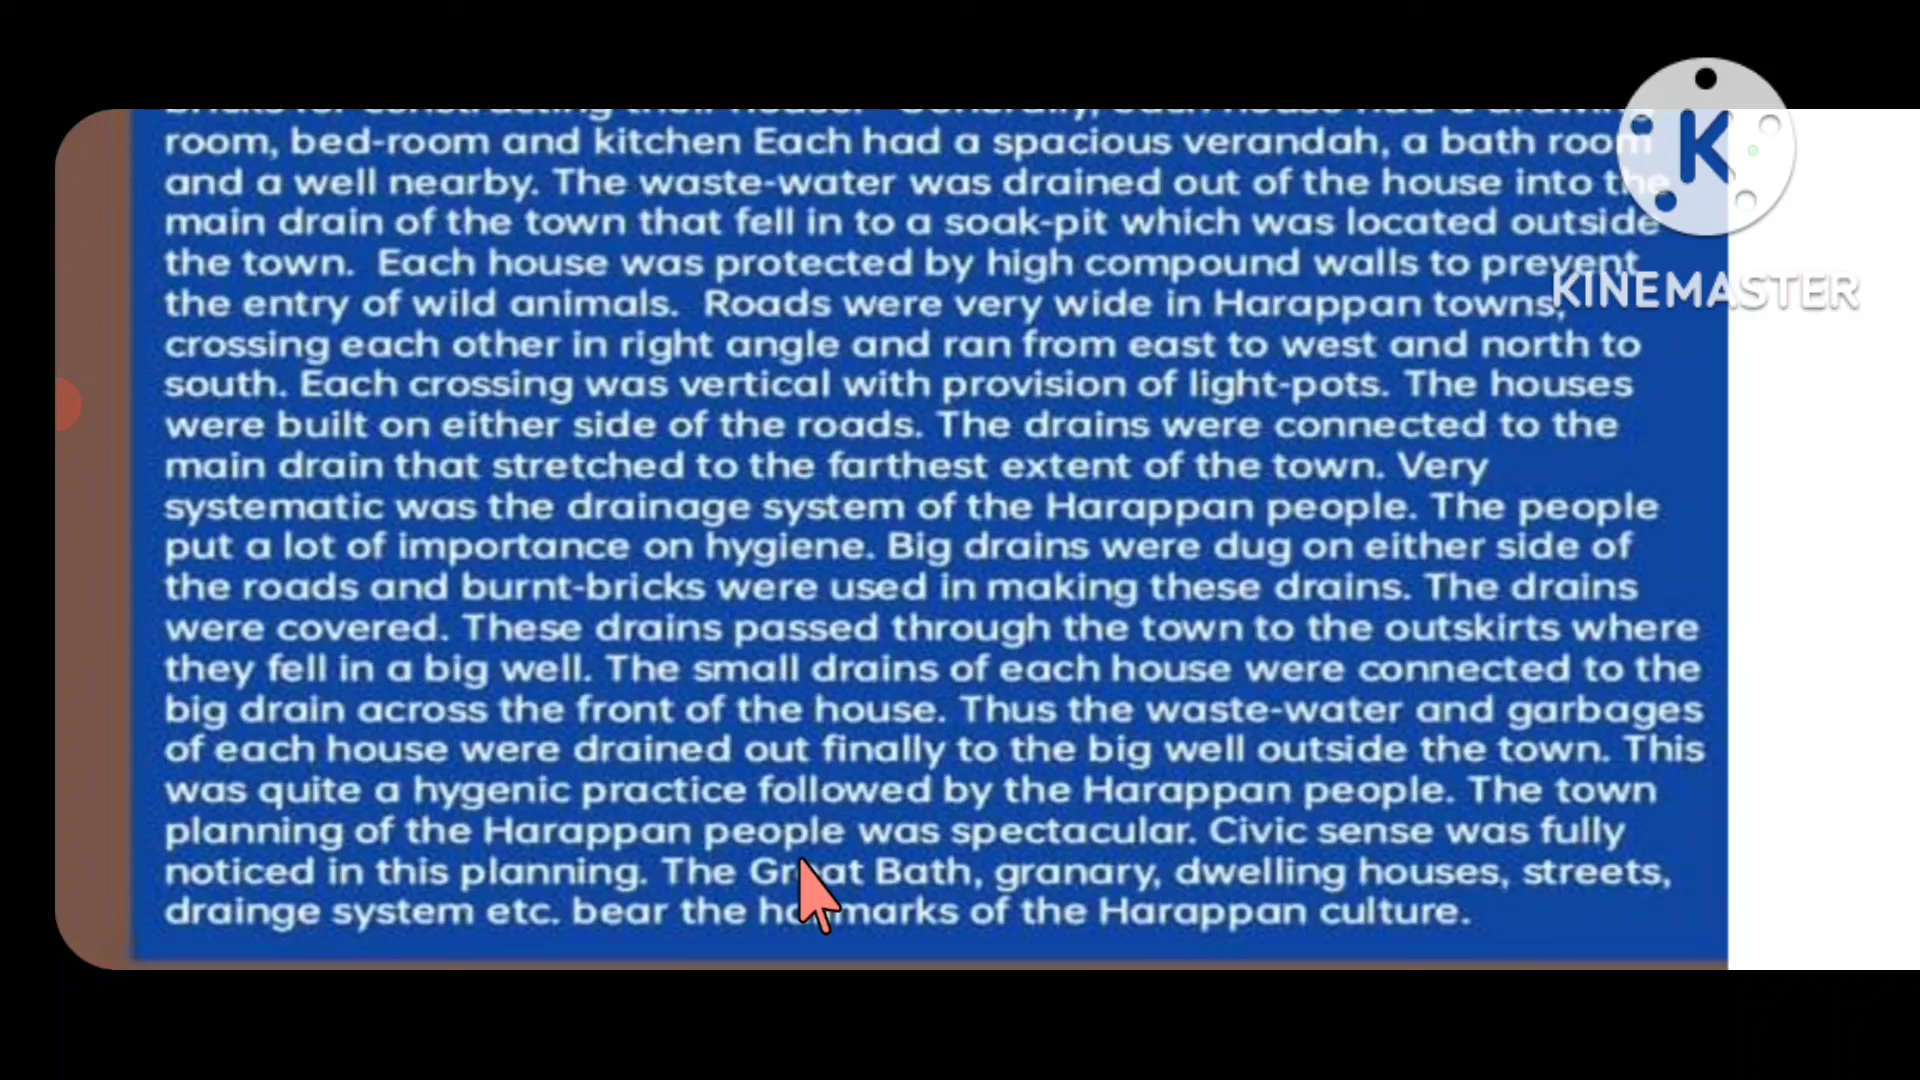 bricks for constructing their house. Generally, each house had a drawing
room, bed-room and kitchen Each had a spacious verandah, a bath room
and a well nearby. The waste-water was drained out of the house into the
main drain of the town that fell in to a soak-pit which was located outside
the town. Each house was protected by high compound walls to prevent
the entry of wild animals. Roads were very wide in Harappan towns,
crossing each other in right angle and ran from east to west and north to
south. Each crossing was vertical with provision of light-pots. The houses
were built on either side of the roads. The drains were connected to the
main drain that stretched to the farthest extent of the town. Very
systematic was the drainage system of the Harappan people. The people
put a lot of importance on hygiene. Big drains were dug on either side of
the roads and burnt-bricks were used in making these drains. The drains
were covered. These drains passed through the town to the outskirts where
they fell in a big well. The small drains of each house were connected to the
big drain across the front of the house. Thus the waste-water and garbages
of each house were drained out finally to the big well outside the town. This
was quite a hygenic practice followed by the Harappan people. The town
planning of the Harappan people was spectacular. Civic sense was fully
noticed in this planning. The Great Bath, granary, dwelling houses, streets,
drainge system etc. bear the hallmarks of the Harappan culture.
K
KINEMASTER